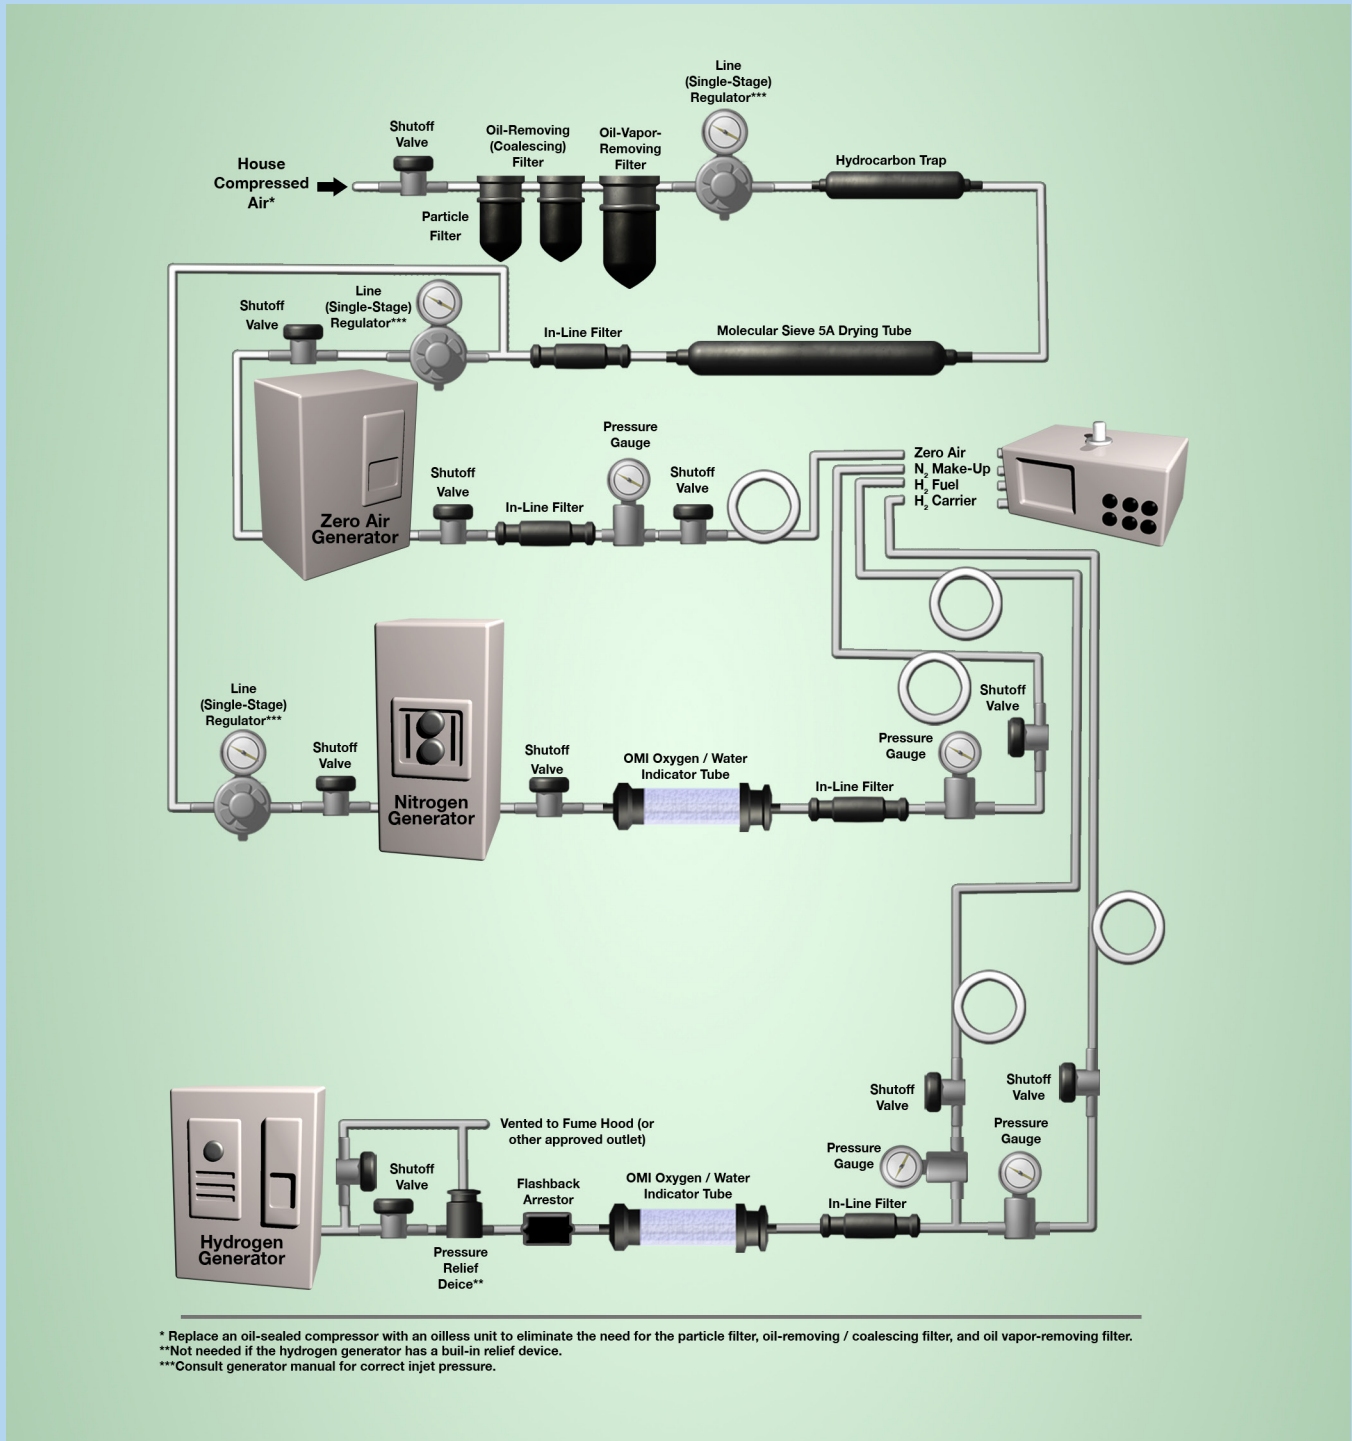 Line
(Single-Stage)
Regulator***
Shutoff
Valve
Oil-Removing
(Coalescing)
Filter
Oil-Vapor-
Removing
Filter
House
Compressed
Air*
Hydrocarbon Trap
Particle
Filter
Shutoff
Valve
Line
(Single-Stage)
Regulator***
In-Line Filter
Molecular Sieve 5A Drying Tube
Zero Air
Generator
Shutoff
Valve
In-Line Filter
Pressure
Gauge
Shutoff
Valve
Zero Air
N2 Make-Up
H2 Fuel
H2 Carrier
Line
(Single-Stage)
Regulator***
Shutoff
Valve
Nitrogen
Generator
Shutoff
Valve
OMI Oxygen / Water
Indicator Tube
In-Line Filter
Pressure
Gauge
Shutoff
Valve
Hydrogen
Generator
Vented to Fume Hood (or
other approved outlet)
Shutoff
Valve
Pressure
Relief
Deice**
Flashback
Arrestor
OMI Oxygen / Water
Indicator Tube
In-Line Filter
Pressure
Gauge
Shutoff
Valve
Pressure
Gauge
Shutoff
Valve
* Replace an oil-sealed compressor with an oilless unit to eliminate the need for the particle filter, oil-removing / coalescing filter, and oil vapor-removing filter.
**Not needed if the hydrogen generator has a buil-in relief device.
***Consult generator manual for correct injet pressure.